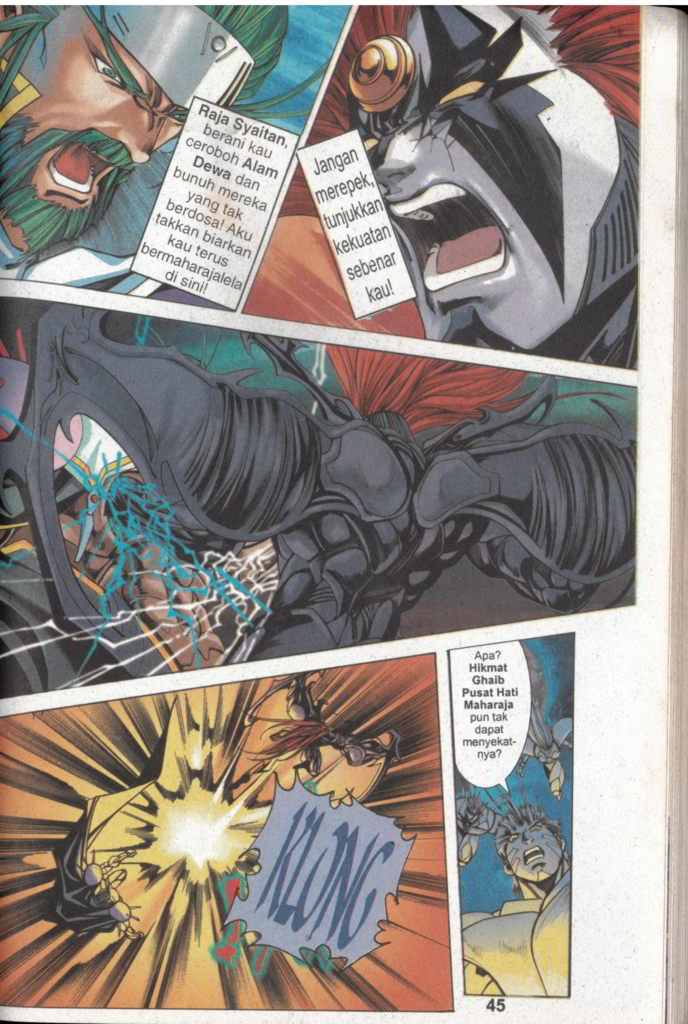 Raja Syaitan,
berani kau
ceroboh Alam
Dewa dan
bunuh mereka
yang tak
berdosa! Aku
takkan biarkan
kau terus
bermaharajalela
di sini!
Jangan
merepek,
tunjukkan
kekuatan
sebenar
kau!
Apa?
Hikmat
Ghaib
Pusat Hati
Maharaja
pun tak
dapat
menyekat-
nya?
KLONG
45